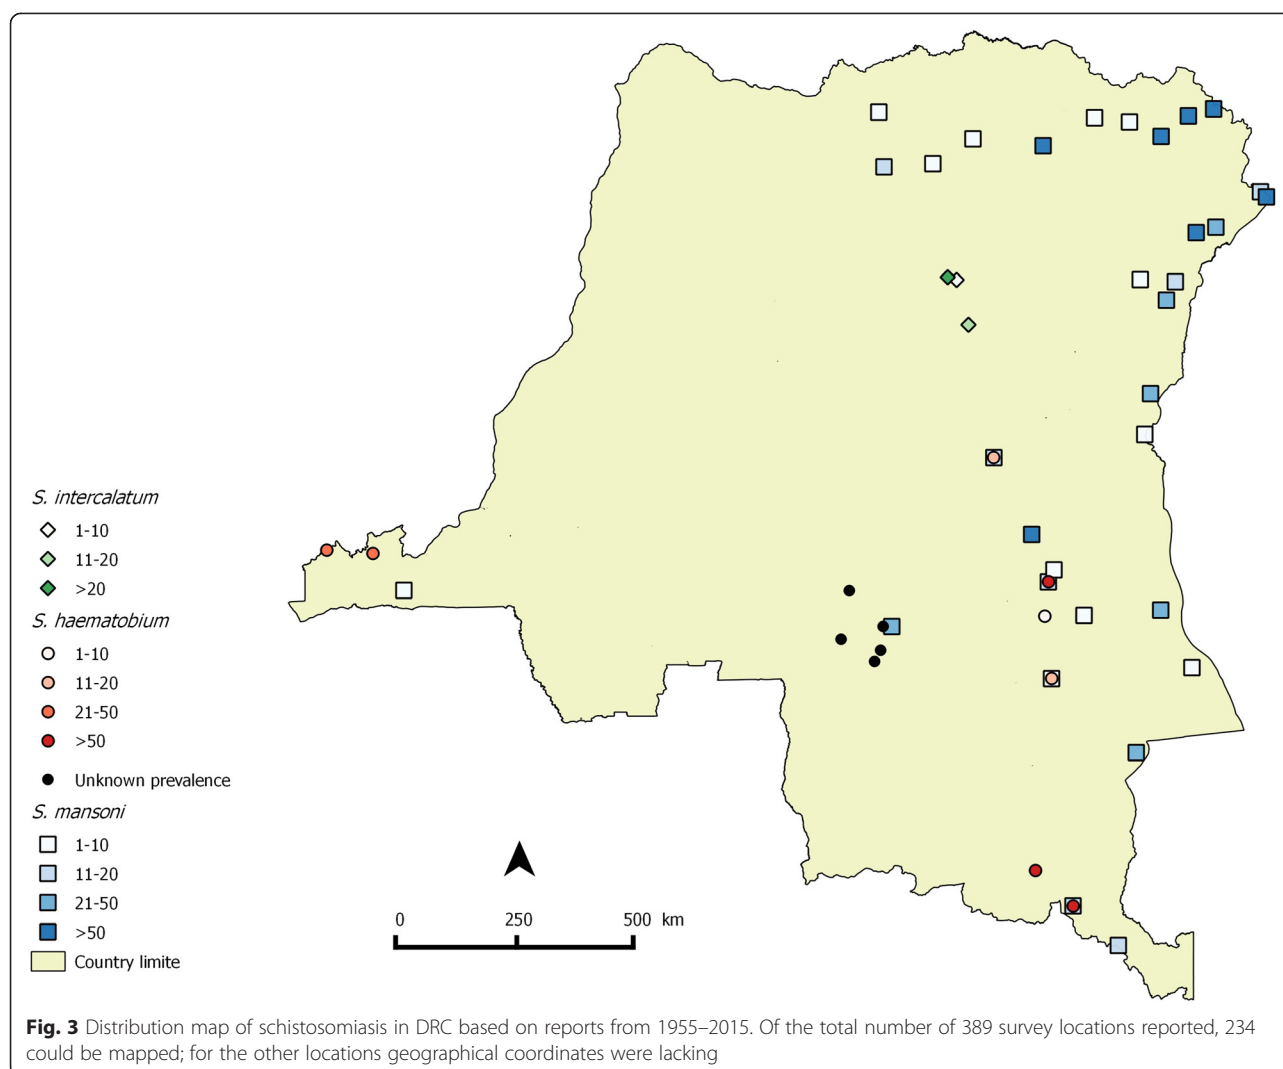 S. intercalatum
1-10
11-20
>20
S. haematobium
1-10
11-20
21-50
>50
Unknown prevalence
S. mansoni
1-10
11-20
21-50
>50
Country limite
0 250 500 km
Fig. 3 Distribution map of schistosomiasis in DRC based on reports from 1955–2015. Of the total number of 389 survey locations reported, 234
could be mapped; for the other locations geographical coordinates were lacking